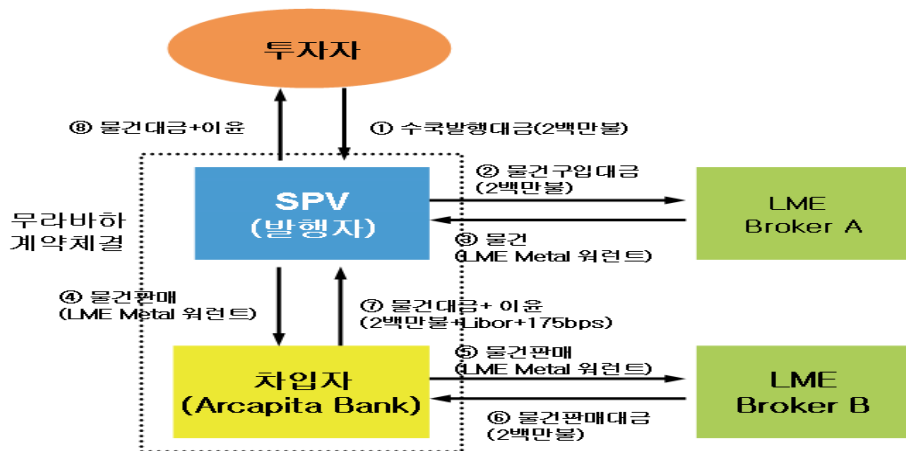 투자자
⑧ 물건대금+이윤
① 수쿡발행대금(2백만불)
SPV
(발행자)
② 물건구입대금
(2백만불)
LME
Broker A
무라바하
계약체결
③ 물건
(LME Metal 워런트)
④ 물건판매
(LME Metal 워런트)
⑦ 물건대금+ 이윤
(2백만불+Libor+175bps)
차입자
(Arcapita Bank)
⑤ 물건판매
(LME Metal 워런트)
LME
Broker B
⑥ 물건판매대금
(2백만불)